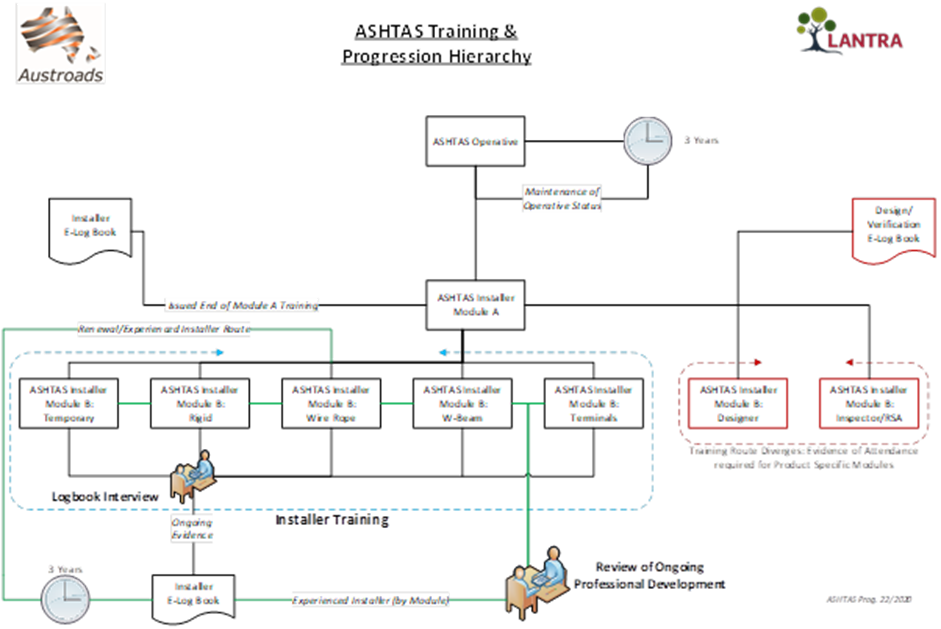 Austroads
ASHTAS Training &
Progression Hierarchy
LANTRA
ASHTAS Operative
3 Years
Maintenance of
Operative Status
Installer
E-Log Book
Design/
Verification
E-Log Book
ASHTAS Installer
Module A
Issued End of Module A Training
Renewal/Experienced Installer Route
ASHTAS Installer
Module B:
Temporary
ASHTAS Installer
Module B:
Rigid
ASHTAS Installer
Module B:
Wire Rope
ASHTAS Installer
Module B:
W-Beam
ASHTAS Installer
Module B:
Terminals
ASHTAS Installer
Module B:
Designer
ASHTAS Installer
Module B:
Inspector/RSA
Training Route Diverges: Evidence of Attendance
required for Product Specific Modules
Logbook Interview
Installer Training
Ongoing
Evidence
3 Years
Installer
E-Log Book
Experienced Installer (by Module)
Review of Ongoing
Professional Development
ASHTAS Prog. 22/2020